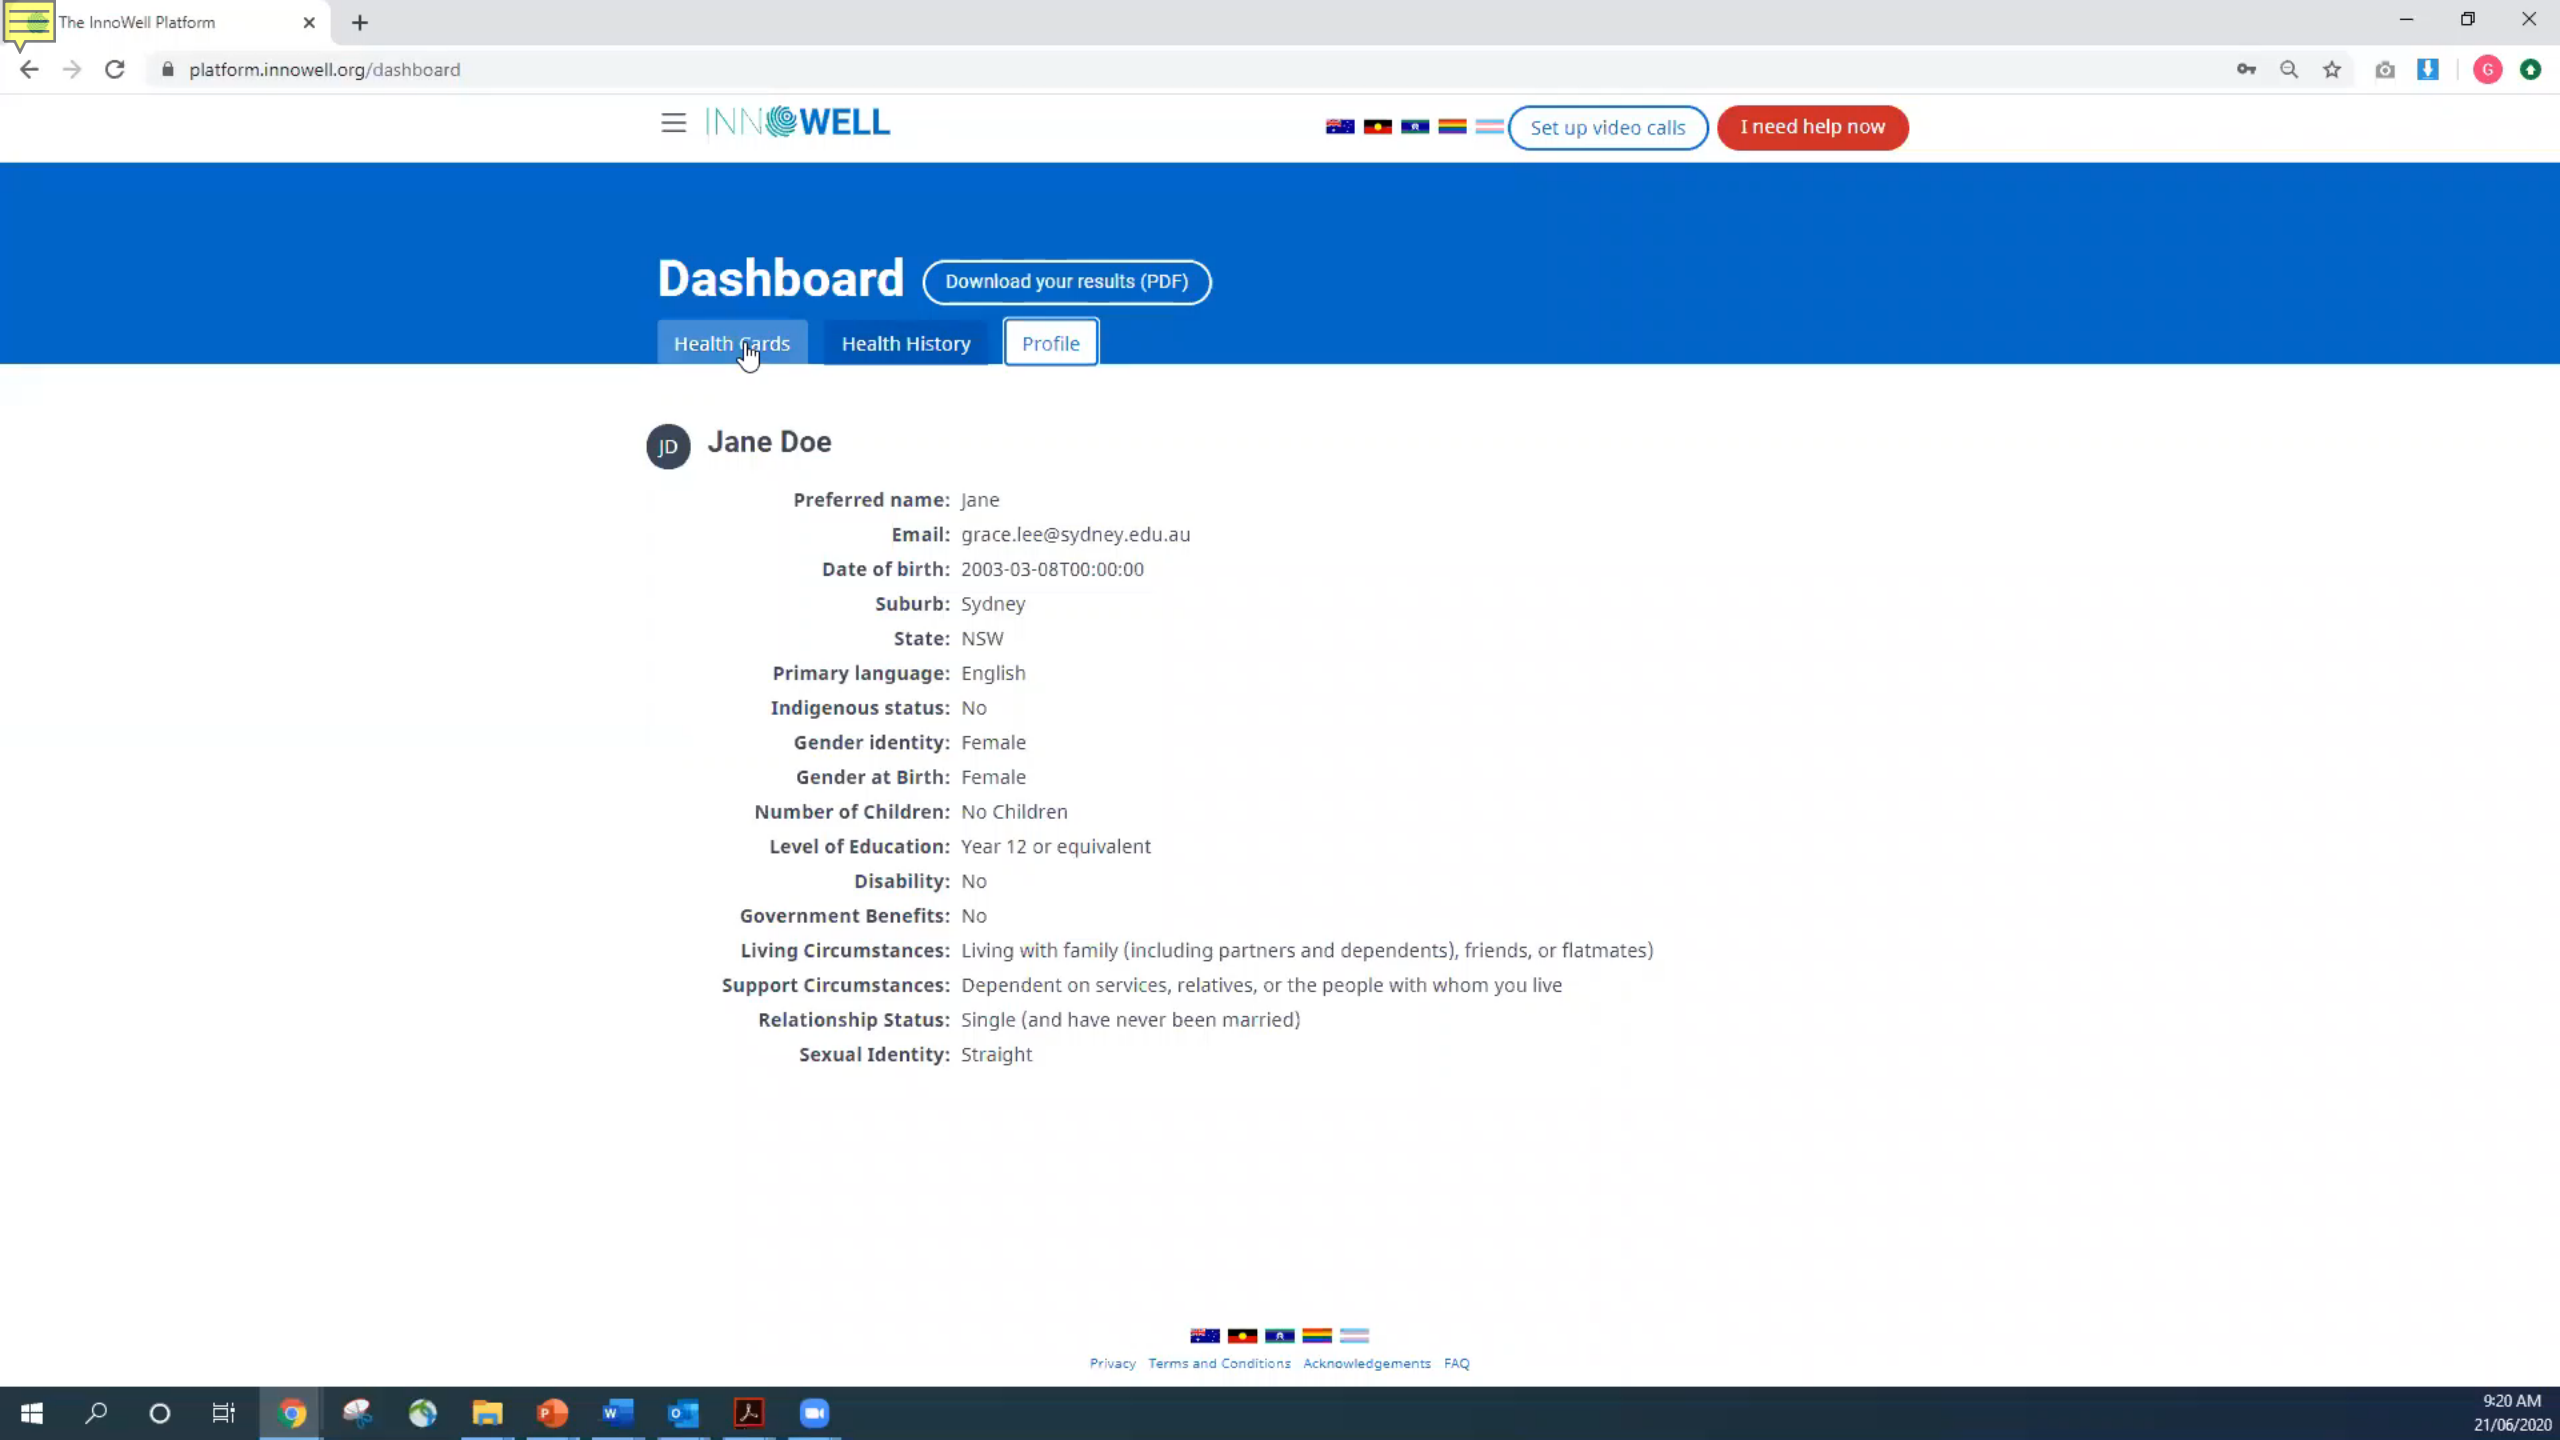 The InnoWell Platform
platform.innowell.org/dashboard
G
INNOWELL
Set up video calls
I need help now
Dashboard
Download your results (PDF)
Health Cards
Health History
Profile
JD
Jane Doe
Preferred name: Jane
Email: grace.lee@sydney.edu.au
Date of birth: 2003-03-08T00:00:00
Suburb: Sydney
State: NSW
Primary language: English
Indigenous status: No
Gender identity: Female
Gender at Birth: Female
Number of Children: No Children
Level of Education: Year 12 or equivalent
Disability: No
Government Benefits: No
Living Circumstances: Living with family (including partners and dependents), friends, or flatmates)
Support Circumstances: Dependent on services, relatives, or the people with whom you live
Relationship Status: Single (and have never been married)
Sexual Identity: Straight
Privacy Terms and Conditions Acknowledgements FAQ
9:20 AM
21/06/2020